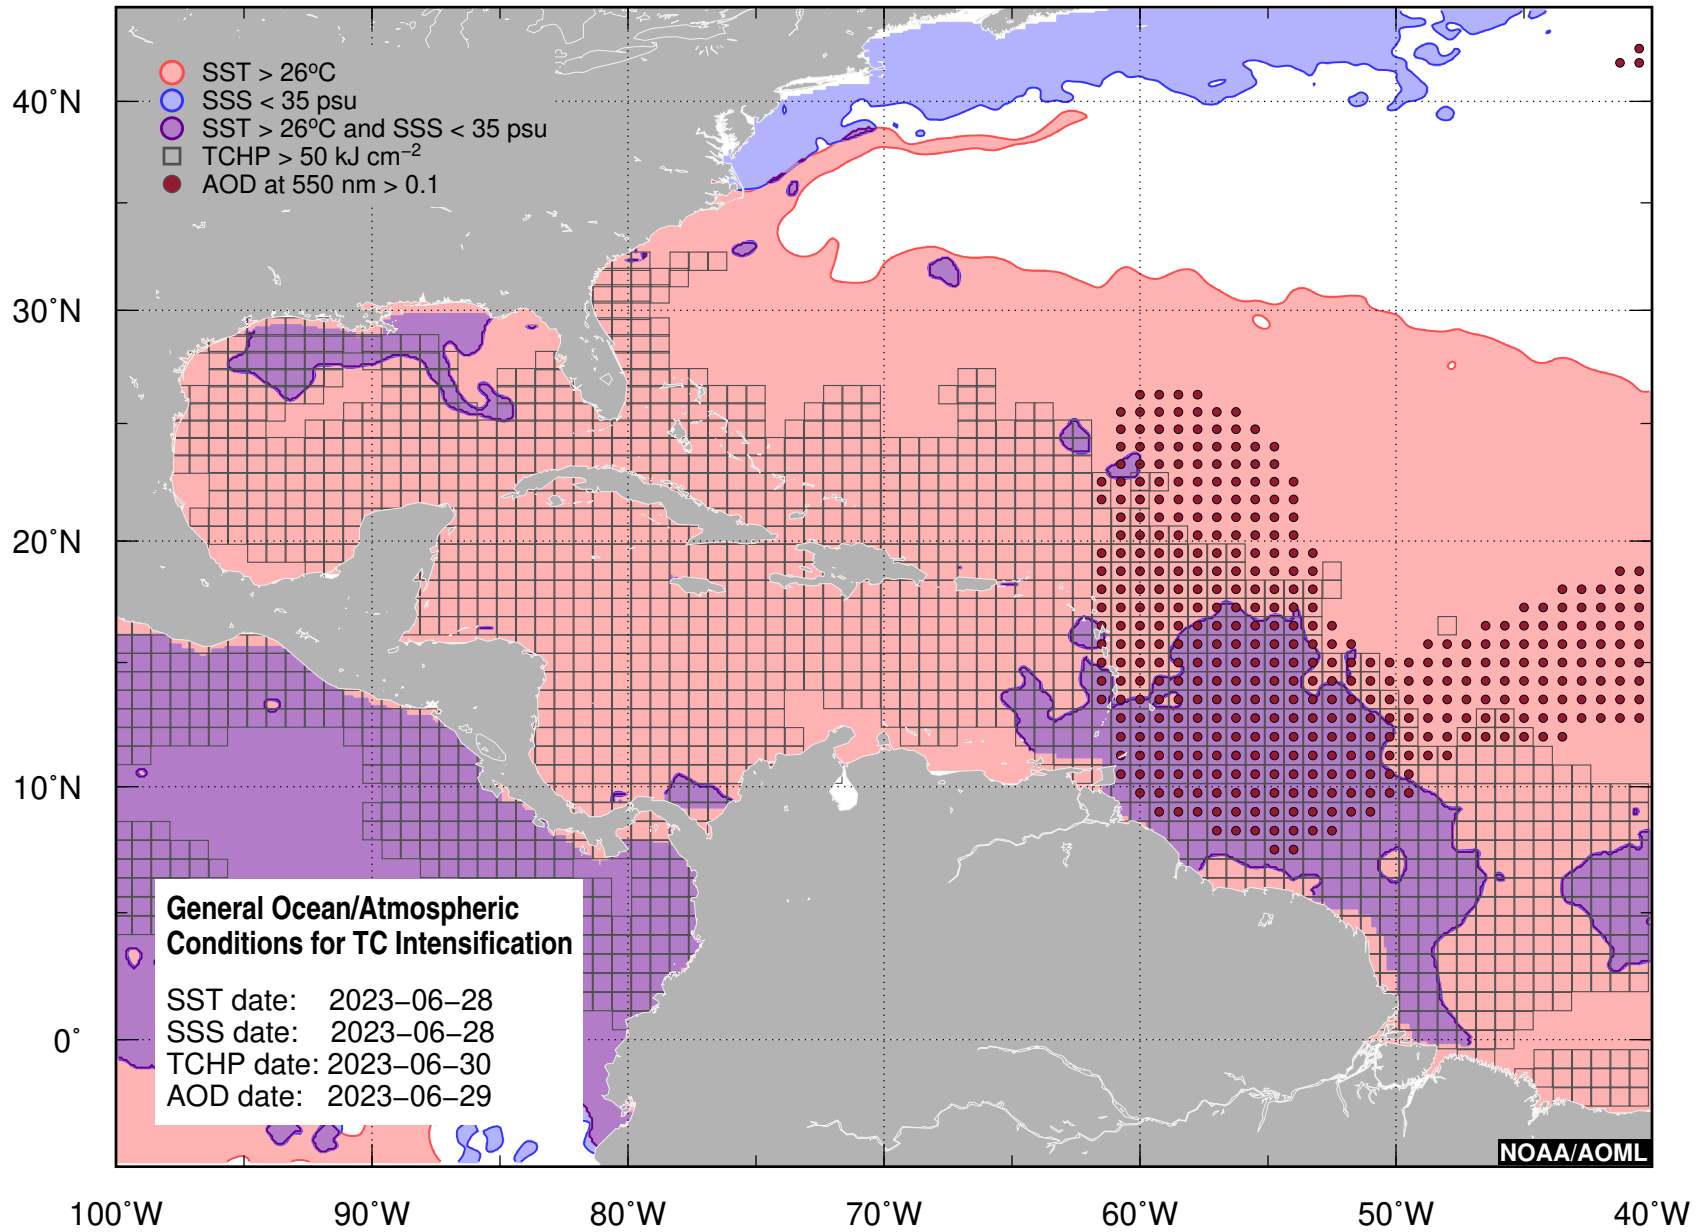 SST > 26ºC
SSS < 35 psu
SST > 26ºC and SSS < 35 psu
TCHP > 50 kJ cm⁻²
AOD at 550 nm > 0.1
40˚N
30˚N
20˚N
10˚N
0˚
General Ocean/Atmospheric
Conditions for TC Intensification
SST date: 2023−06−28
SSS date: 2023−06−28
TCHP date: 2023−06−30
AOD date: 2023−06−29
NOAA/AOML
100˚W 90˚W 80˚W 70˚W 60˚W 50˚W 40˚W